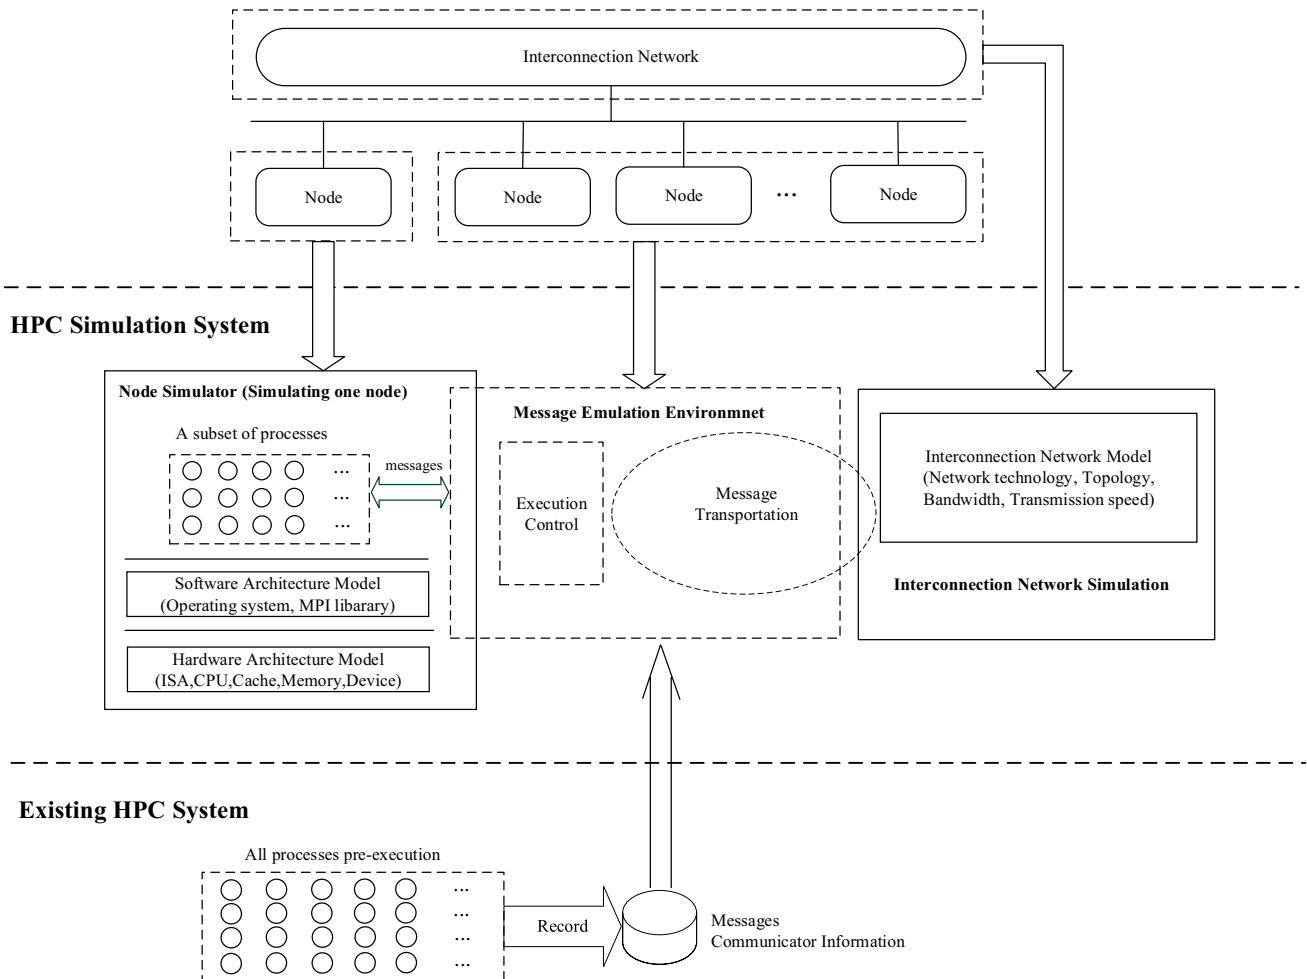 Interconnection Network
Node
Node
Node
...
Node
HPC Simulation System
Node Simulator (Simulating one node)
A subset of processes
...
...
...
messages
Software Architecture Model
(Operating system, MPI libarary)
Hardware Architecture Model
(ISA,CPU,Cache,Memory,Device)
Message Emulation Environmnet
Execution
Control
Message
Transportation
Interconnection Network Model
(Network technology, Topology,
Bandwidth, Transmission speed)
Interconnection Network Simulation
Existing HPC System
All processes pre-execution
...
...
...
...
Record
Messages
Communicator Information